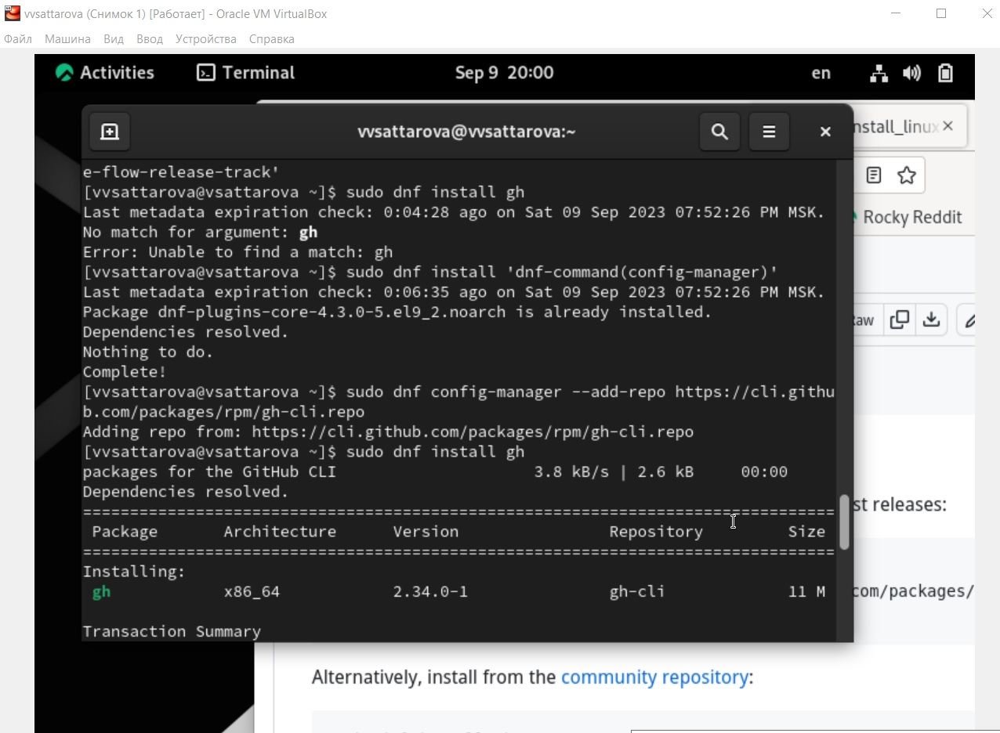 vvsattarova (Снимок 1) [Работает] - Oracle VM VirtualBox
Файл Машина Вид Ввод Устройства Справка
Activities Terminal Sep 9 20:00 en
vvsattarova@vvsattarova:~
nstall_linux
e-flow-release-track'
[vvsattarova@vsattarova ~]$ sudo dnf install gh
Last metadata expiration check: 0:04:28 ago on Sat 09 Sep 2023 07:52:26 PM MSK.
No match for argument: gh
Error: Unable to find a match: gh
[vvsattarova@vsattarova ~]$ sudo dnf install 'dnf-command(config-manager)'
Last metadata expiration check: 0:06:35 ago on Sat 09 Sep 2023 07:52:26 PM MSK.
Package dnf-plugins-core-4.3.0-5.el9_2.noarch is already installed.
Dependencies resolved.
Nothing to do.
Complete!
[vvsattarova@vsattarova ~]$ sudo dnf config-manager --add-repo https://cli.githu
b.com/packages/rpm/gh-cli.repo
Adding repo from: https://cli.github.com/packages/rpm/gh-cli.repo
[vvsattarova@vsattarova ~]$ sudo dnf install gh
packages for the GitHub CLI 3.8 kB/s | 2.6 kB 00:00
Dependencies resolved.
================================================================================
Package Architecture Version Repository Size
================================================================================
Installing:
gh x86_64 2.34.0-1 gh-cli 11 M
Transaction Summary
Rocky Reddit
aw
st releases:
com/packages/
Alternatively, install from the community repository: